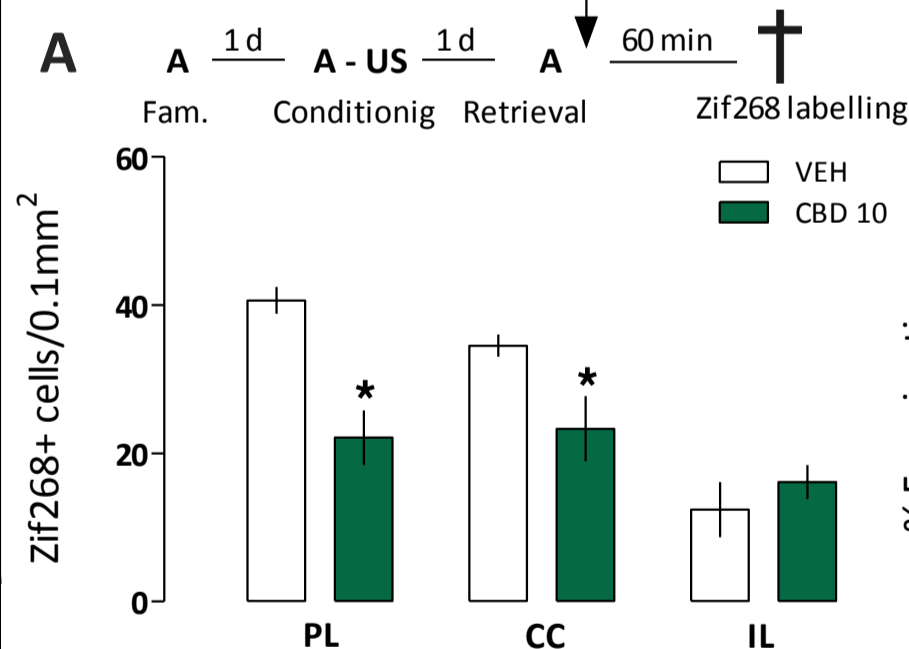 A
A 1 d A - US 1 d A 60 min
Fam. Conditionig Retrieval Zif268 labelling
VEH
CBD 10
Zif268+ cells/0.1mm²
60
40
20
0
*
*
PL CC IL